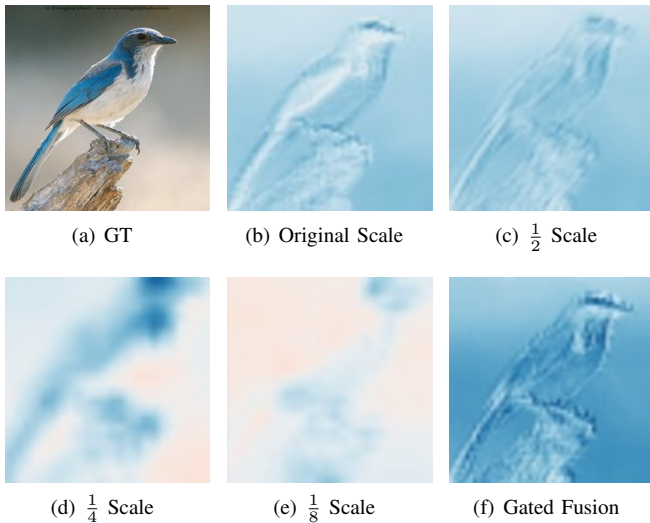 (a) GT
(b) Original Scale
(c) 1/2 Scale
(d) 1/4 Scale
(e) 1/8 Scale
(f) Gated Fusion